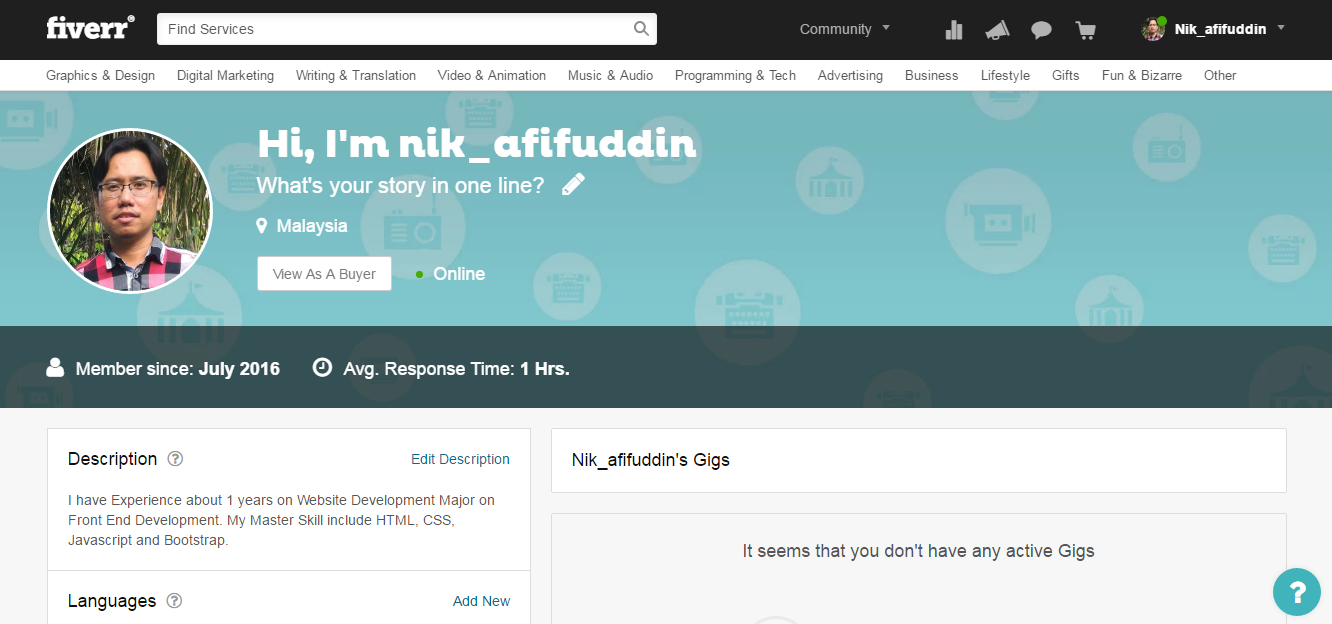 fiverr®
Find Services
Community
Nik_afifuddin
Graphics & Design
Digital Marketing
Writing & Translation
Video & Animation
Music & Audio
Programming & Tech
Advertising
Business
Lifestyle
Gifts
Fun & Bizarre
Other
Hi, I'm nik_afifuddin
What's your story in one line?
Malaysia
View As A Buyer
Online
Member since: July 2016
Avg. Response Time: 1 Hrs.
Description ?
Edit Description
I have Experience about 1 years on Website Development Major on
Front End Development. My Master Skill include HTML, CSS,
Javascript and Bootstrap.
Languages ?
Add New
Nik_afifuddin's Gigs
It seems that you don't have any active Gigs
?